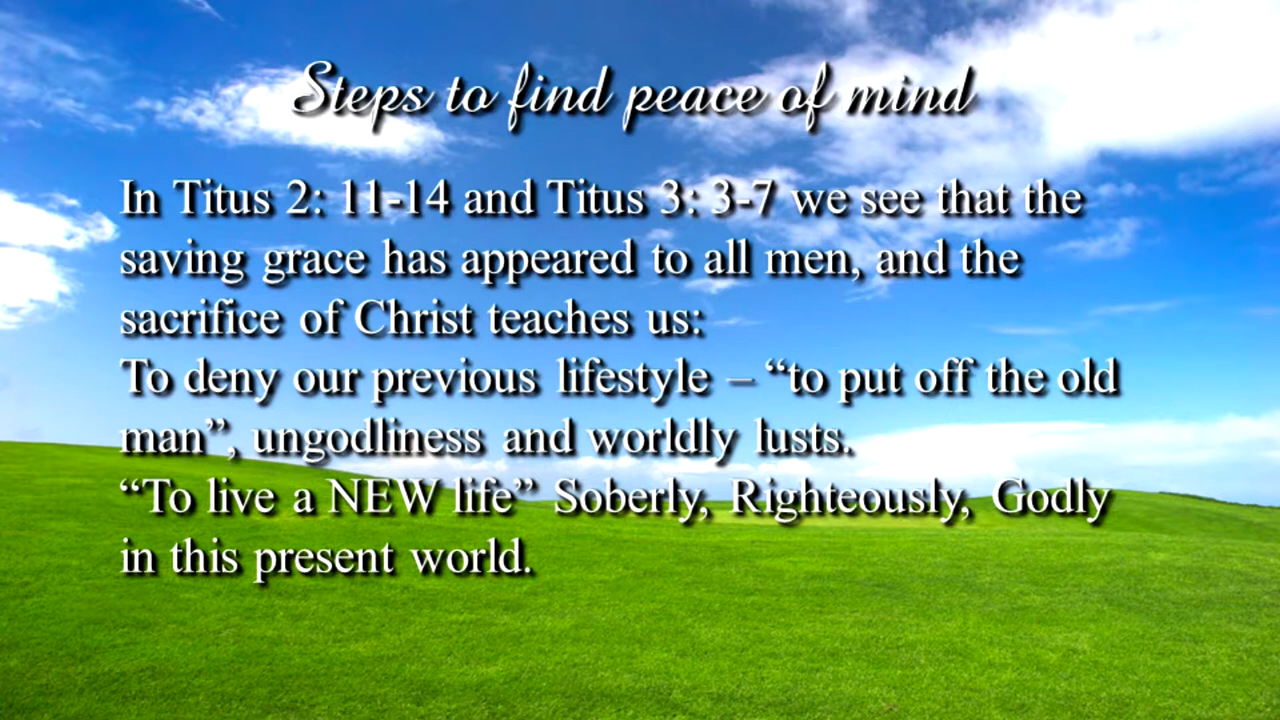 Steps to find peace of mind
In Titus 2: 11-14 and Titus 3: 3-7 we see that the
saving grace has appeared to all men, and the
sacrifice of Christ teaches us:
To deny our previous lifestyle – “to put off the old
man”, ungodliness and worldly lusts.
“To live a NEW life” Soberly, Righteously, Godly
in this present world.